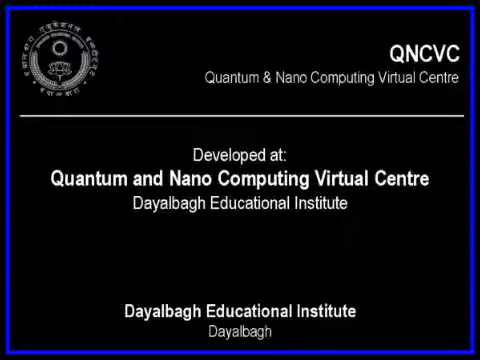 QNCVC
Quantum & Nano Computing Virtual Centre
Developed at:
Quantum and Nano Computing Virtual Centre
Dayalbagh Educational Institute
Dayalbagh Educational Institute
Dayalbagh